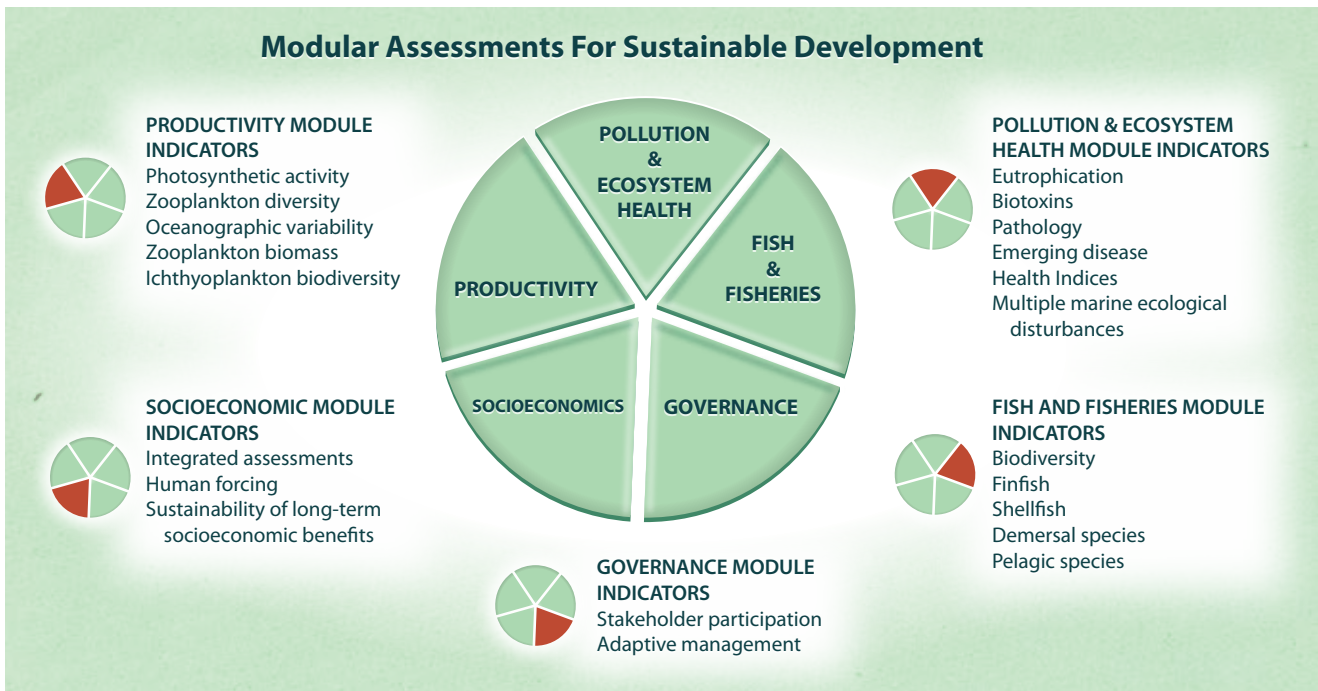 Modular Assessments For Sustainable Development
PRODUCTIVITY MODULE
INDICATORS
Photosynthetic activity
Zooplankton diversity
Oceanographic variability
Zooplankton biomass
Ichthyoplankton biodiversity
POLLUTION
&
ECOSYSTEM
HEALTH
FISH
&
FISHERIES
PRODUCTIVITY
SOCIOECONOMICS
GOVERNANCE
POLLUTION & ECOSYSTEM
HEALTH MODULE INDICATORS
Eutrophication
Biotoxins
Pathology
Emerging disease
Health Indices
Multiple marine ecological
disturbances
SOCIOECONOMIC MODULE
INDICATORS
Integrated assessments
Human forcing
Sustainability of long-term
socioeconomic benefits
FISH AND FISHERIES MODULE
INDICATORS
Biodiversity
Finfish
Shellfish
Demersal species
Pelagic species
GOVERNANCE MODULE
INDICATORS
Stakeholder participation
Adaptive management